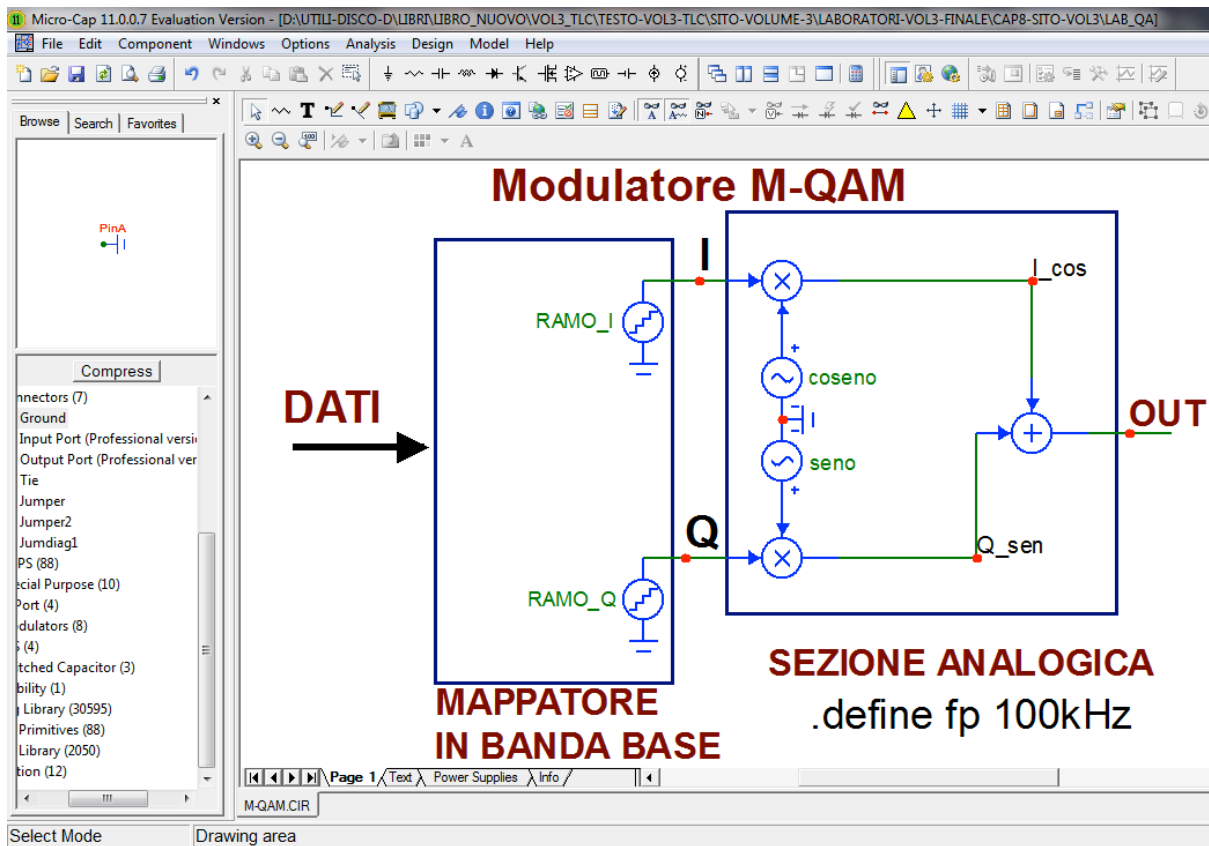 Micro-Cap 11.0.0.7 Evaluation Version - [D:\UTILI-DISCO-D\LIBRI\LIBRO_NUOVO\VOL3_TLC\TESTO-VOL3-TLC\SITO-VOLUME-3\LABORATORI-VOL3-FINALE\CAP8-SITO-VOL3\LAB_QA]
File Edit Component Windows Options Analysis Design Model Help
Browse Search Favorites
PinA
Compress
nnectors (7)
Ground
Input Port (Professional versi
Output Port (Professional ver
Tie
Jumper
Jumper2
Jumdiag1
PS (88)
ecial Purpose (10)
Port (4)
dulators (8)
(4)
tched Capacitor (3)
bility (1)
Library (30595)
Primitives (88)
Library (2050)
tion (12)
Modulatore M-QAM
I
I_cos
RAMO_I
coseno
DATI
OUT
seno
Q
Q_sen
RAMO_Q
SEZIONE ANALOGICA
MAPPATORE
IN BANDA BASE
.define fp 100kHz
Page 1 Text Power Supplies Info
M-QAM.CIR
Select Mode Drawing area